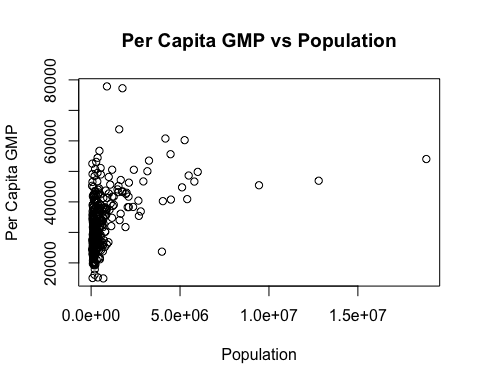 Per Capita GMP vs Population
Per Capita GMP
80000
60000
40000
20000
0.0e+00 5.0e+06 1.0e+07 1.5e+07
Population